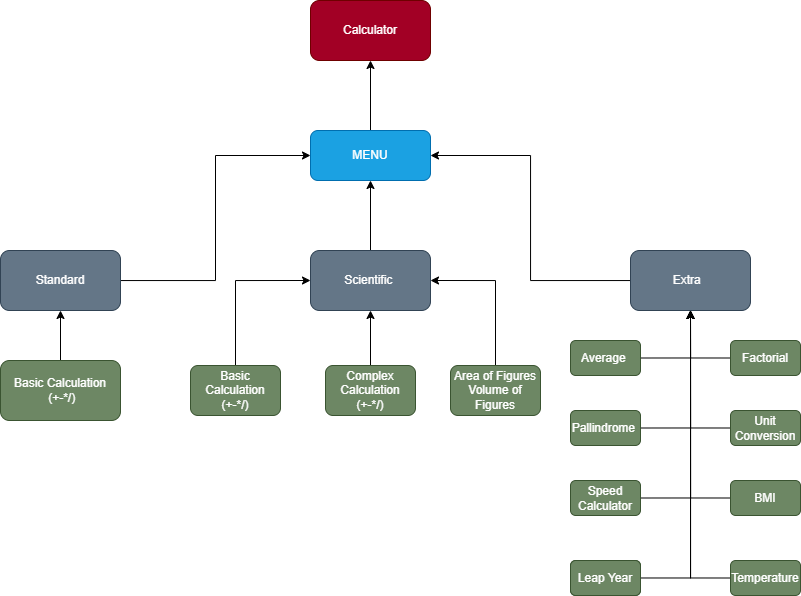 Calculator
MENU
Standard
Scientific
Extra
Basic Calculation
(+-*/)
Basic
Calculation
(+-*/)
Complex
Calculation
(+-*/)
Area of Figures
Volume of
Figures
Average
Factorial
Pallindrome
Unit
Conversion
Speed
Calculator
BMI
Leap Year
Temperature